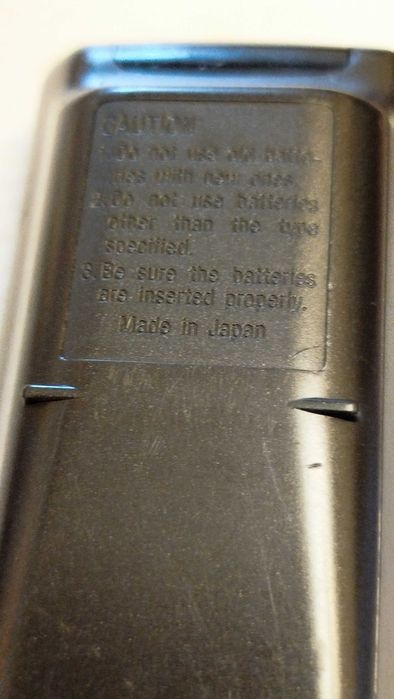 CAUTION
1. Do not use old batte-
ries with new ones.
2. Do not use batteries
other than the type
specified.
3. Be sure the batteries
are inserted properly.
Made in Japan